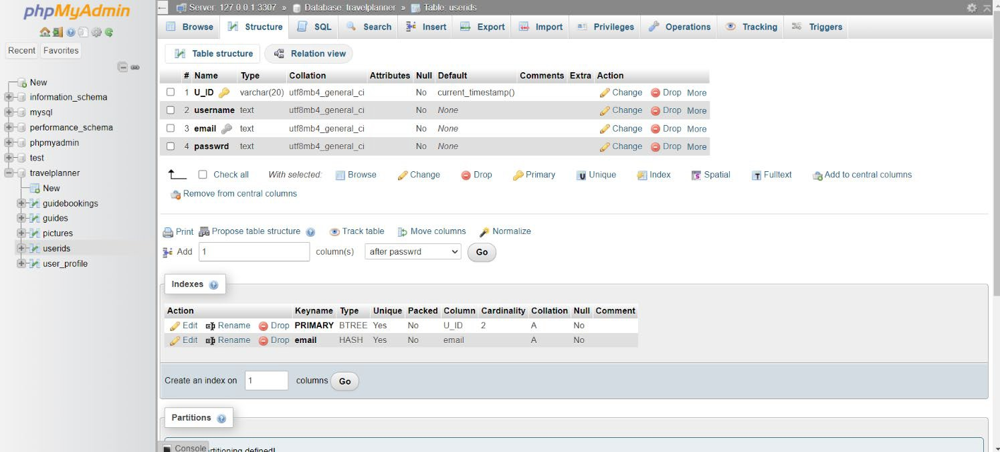 phpMyAdmin
Recent Favorites
New
information_schema
mysql
performance_schema
phpmyadmin
test
travelplanner
New
guidebookings
guides
pictures
userids
user_profile
Server: 127.0.0.1:3307 » Database: travelplanner » Table: userids
Browse Structure SQL Search Insert Export Import Privileges Operations Tracking Triggers
Table structure Relation view
# Name Type Collation Attributes Null Default Comments Extra Action
1 U_ID varchar(20) utf8mb4_general_ci No current_timestamp() Change Drop More
2 username text utf8mb4_general_ci No None Change Drop More
3 email text utf8mb4_general_ci No None Change Drop More
4 passwrd text utf8mb4_general_ci No None Change Drop More
Check all With selected: Browse Change Drop Primary Unique Index Spatial Fulltext Add to central columns
Remove from central columns
Print Propose table structure Track table Move columns Normalize
Add 1 column(s) after passwrd Go
Indexes
Action Keyname Type Unique Packed Column Cardinality Collation Null Comment
Edit Rename Drop PRIMARY BTREE Yes No U_ID 2 A No
Edit Rename Drop email HASH Yes No email A No
Create an index on 1 columns Go
Partitions
Console rtitioning defined!